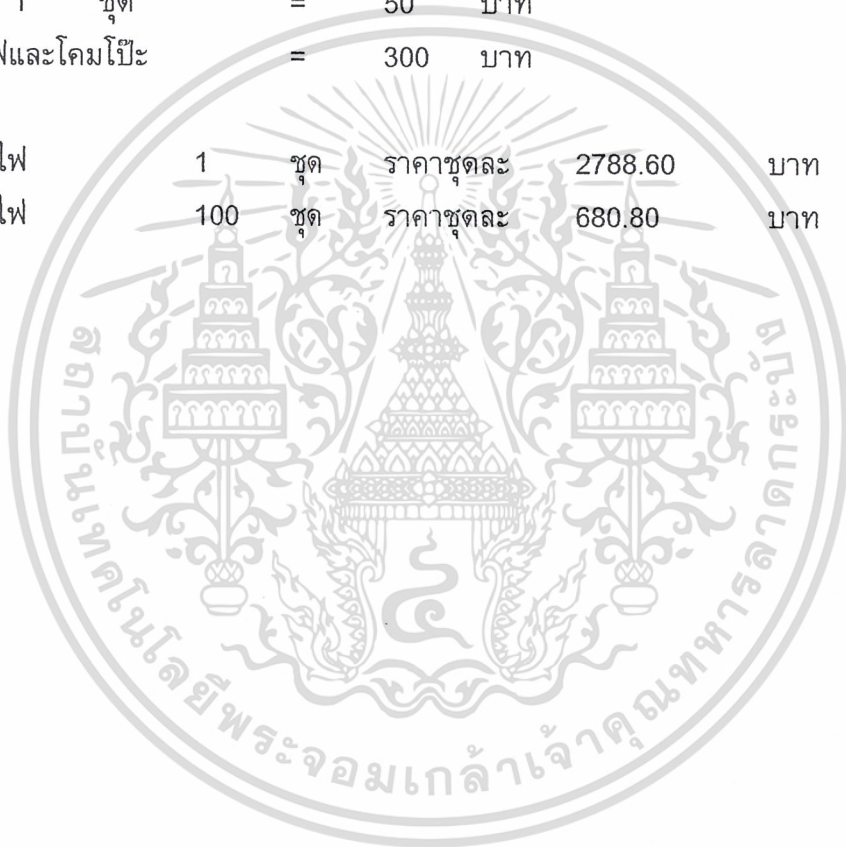 1 ชุด = 50 บาท
และโคมโป๊ะ = 300 บาท
ไฟ 1 ชุด ราคาชุดละ 2788.60 บาท
ไฟ 100 ชุด ราคาชุดละ 680.80 บาท
สถาบันเทคโนโลยีพระจอมเกล้าเจ้าคุณทหารลาดกระบัง